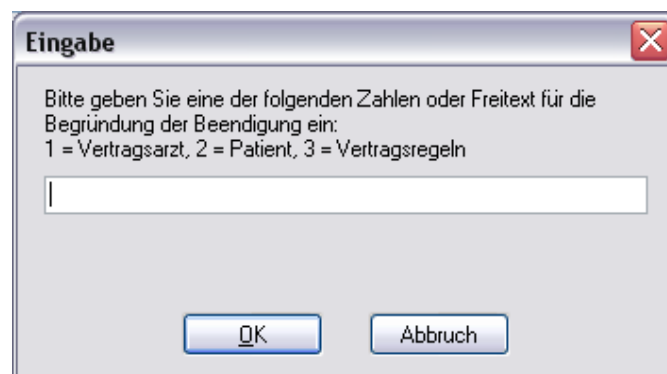 Eingabe
Bitte geben Sie eine der folgenden Zahlen oder Freitext für die
Begründung der Beendigung ein:
1 = Vertragsarzt, 2 = Patient, 3 = Vertragsregeln
OK
Abbruch